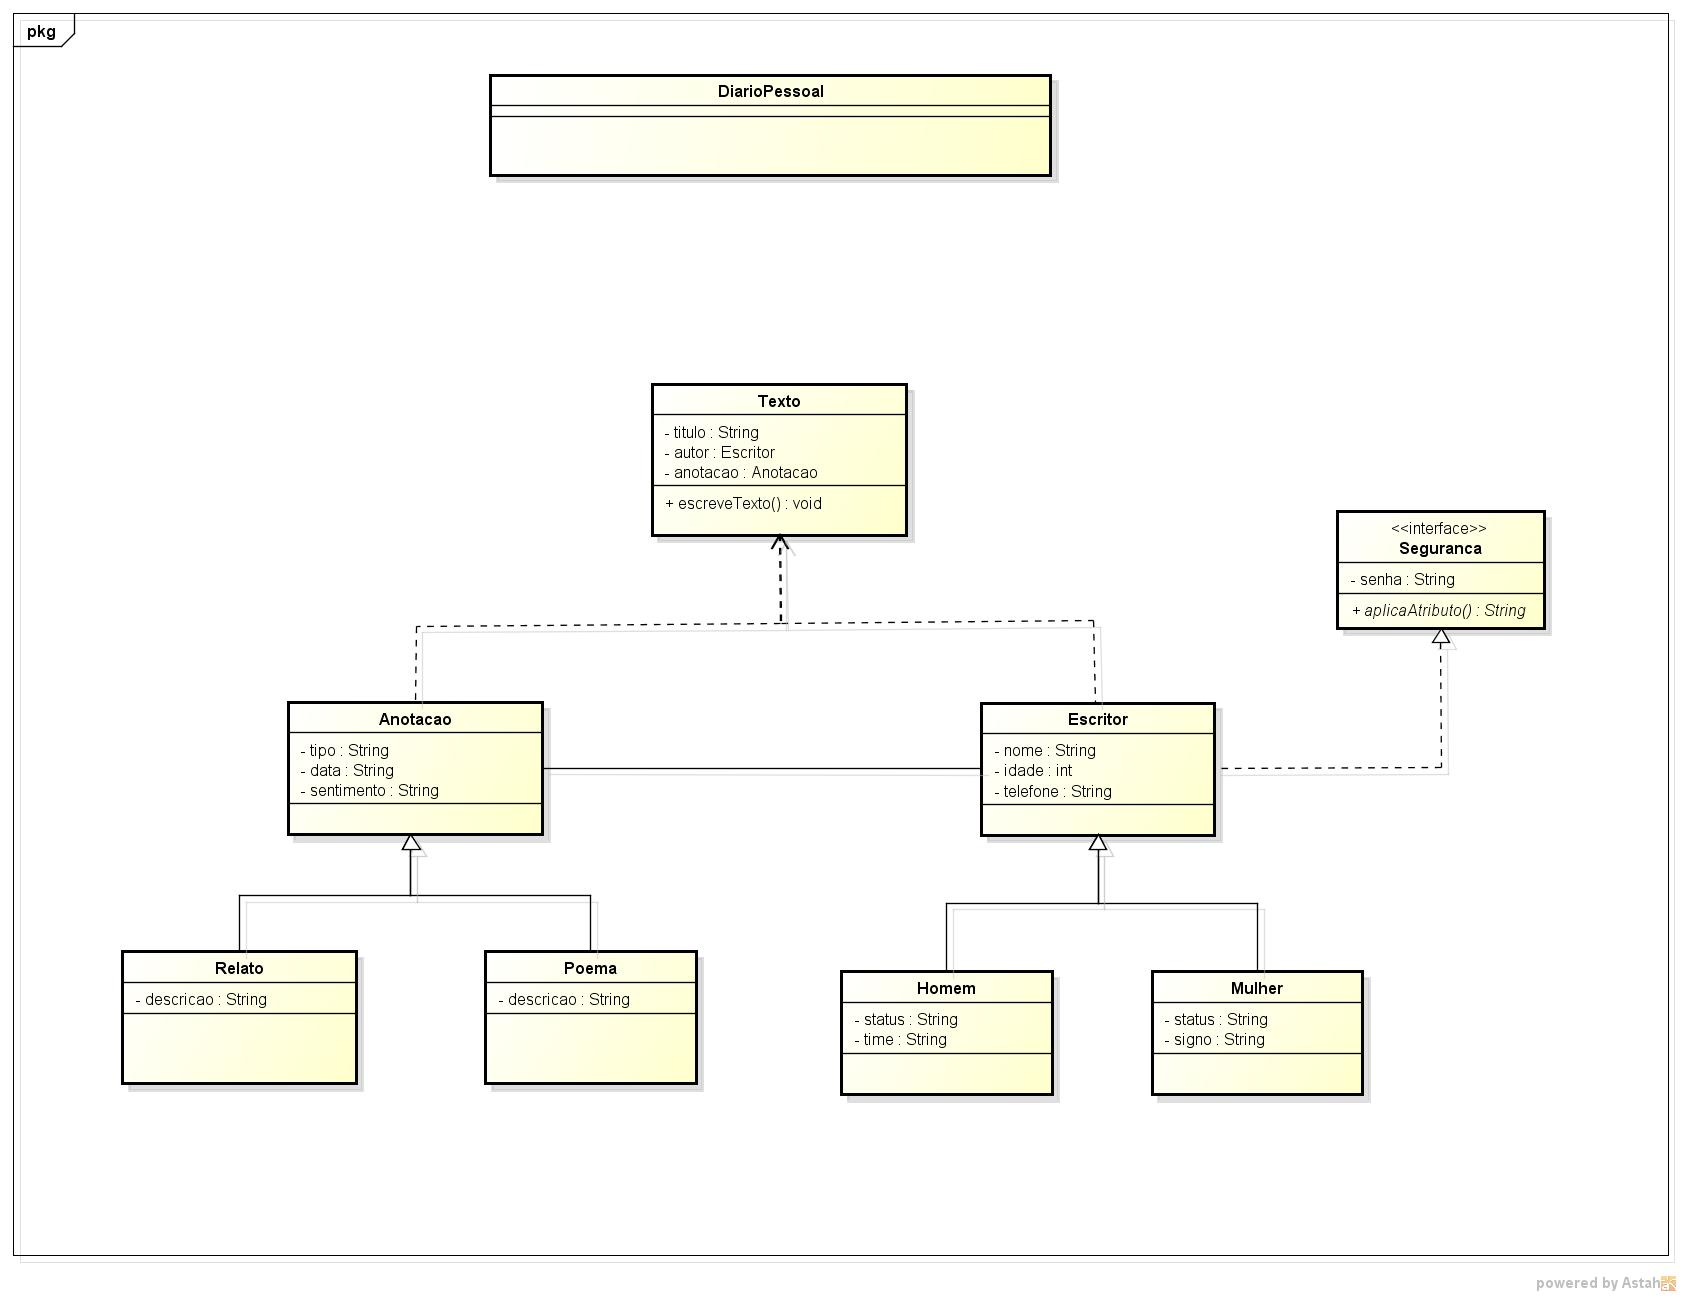 pkg
DiarioPessoal
Texto
- titulo : String
- autor : Escritor
- anotacao : Anotacao
+ escreveTexto() : void
<<interface>>
Seguranca
- senha : String
+ aplicaAtributo() : String
Anotacao
- tipo : String
- data : String
- sentimento : String
Escritor
- nome : String
- idade : int
- telefone : String
Relato
- descricao : String
Poema
- descricao : String
Homem
- status : String
- time : String
Mulher
- status : String
- signo : String
powered by Astah